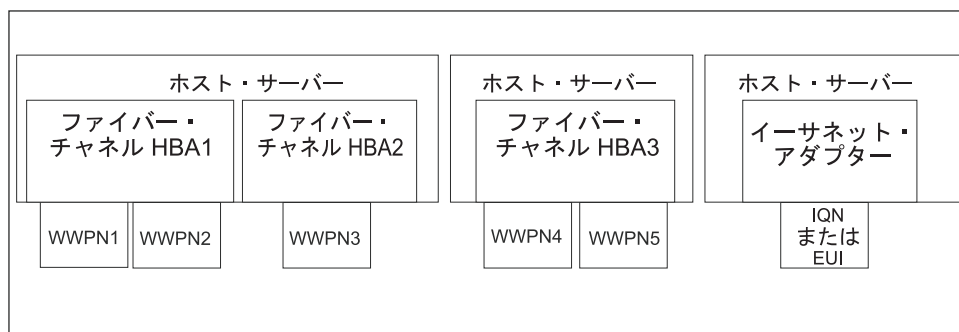 ホスト・サーバー
ファイバー・
チャネル HBA1
ファイバー・
チャネル HBA2
WWPN1
WWPN2
WWPN3
ホスト・サーバー
ファイバー・
チャネル HBA3
WWPN4
WWPN5
ホスト・サーバー
イーサネット・
アダプター
IQN
または
EUI